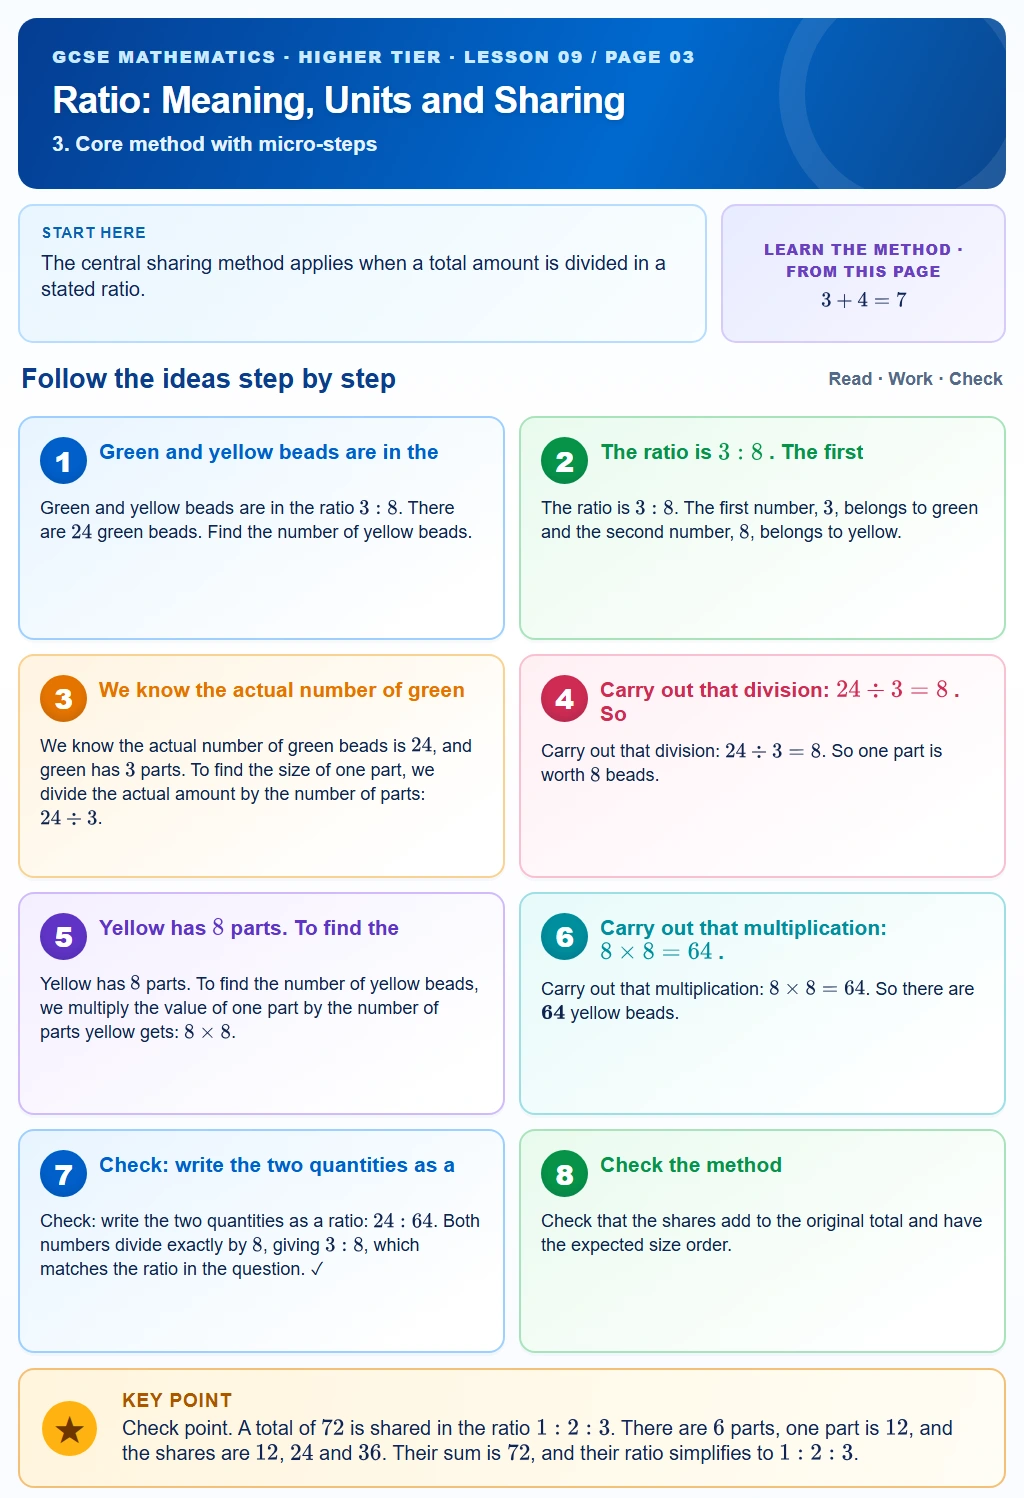 GCSE MATHEMATICS · HIGHER TIER · LESSON 09 / PAGE 03
Ratio: Meaning, Units and Sharing
3. Core method with micro-steps
START HERE
The central sharing method applies when a total amount is divided in a
stated ratio.
LEARN THE METHOD ·
FROM THIS PAGE
3 + 4 = 7
Follow the ideas step by step
Read · Work · Check
1
Green and yellow beads are in the
Green and yellow beads are in the ratio 3 : 8. There
are 24 green beads. Find the number of yellow beads.
2
The ratio is 3 : 8 . The first
The ratio is 3 : 8. The first number, 3, belongs to green
and the second number, 8, belongs to yellow.
3
We know the actual number of green
We know the actual number of green beads is 24, and
green has 3 parts. To find the size of one part, we
divide the actual amount by the number of parts:
24 ÷ 3.
4
Carry out that division: 24 ÷ 3 = 8 .
So
Carry out that division: 24 ÷ 3 = 8. So one part is
worth 8 beads.
5
Yellow has 8 parts. To find the
Yellow has 8 parts. To find the number of yellow beads,
we multiply the value of one part by the number of
parts yellow gets: 8 × 8.
6
Carry out that multiplication:
8 × 8 = 64 .
Carry out that multiplication: 8 × 8 = 64. So there are
64 yellow beads.
7
Check: write the two quantities as a
Check: write the two quantities as a ratio: 24 : 64. Both
numbers divide exactly by 8, giving 3 : 8, which
matches the ratio in the question. ✓
8
Check the method
Check that the shares add to the original total and have
the expected size order.
KEY POINT
Check point. A total of 72 is shared in the ratio 1 : 2 : 3. There are 6 parts, one part is 12, and
the shares are 12, 24 and 36. Their sum is 72, and their ratio simplifies to 1 : 2 : 3.